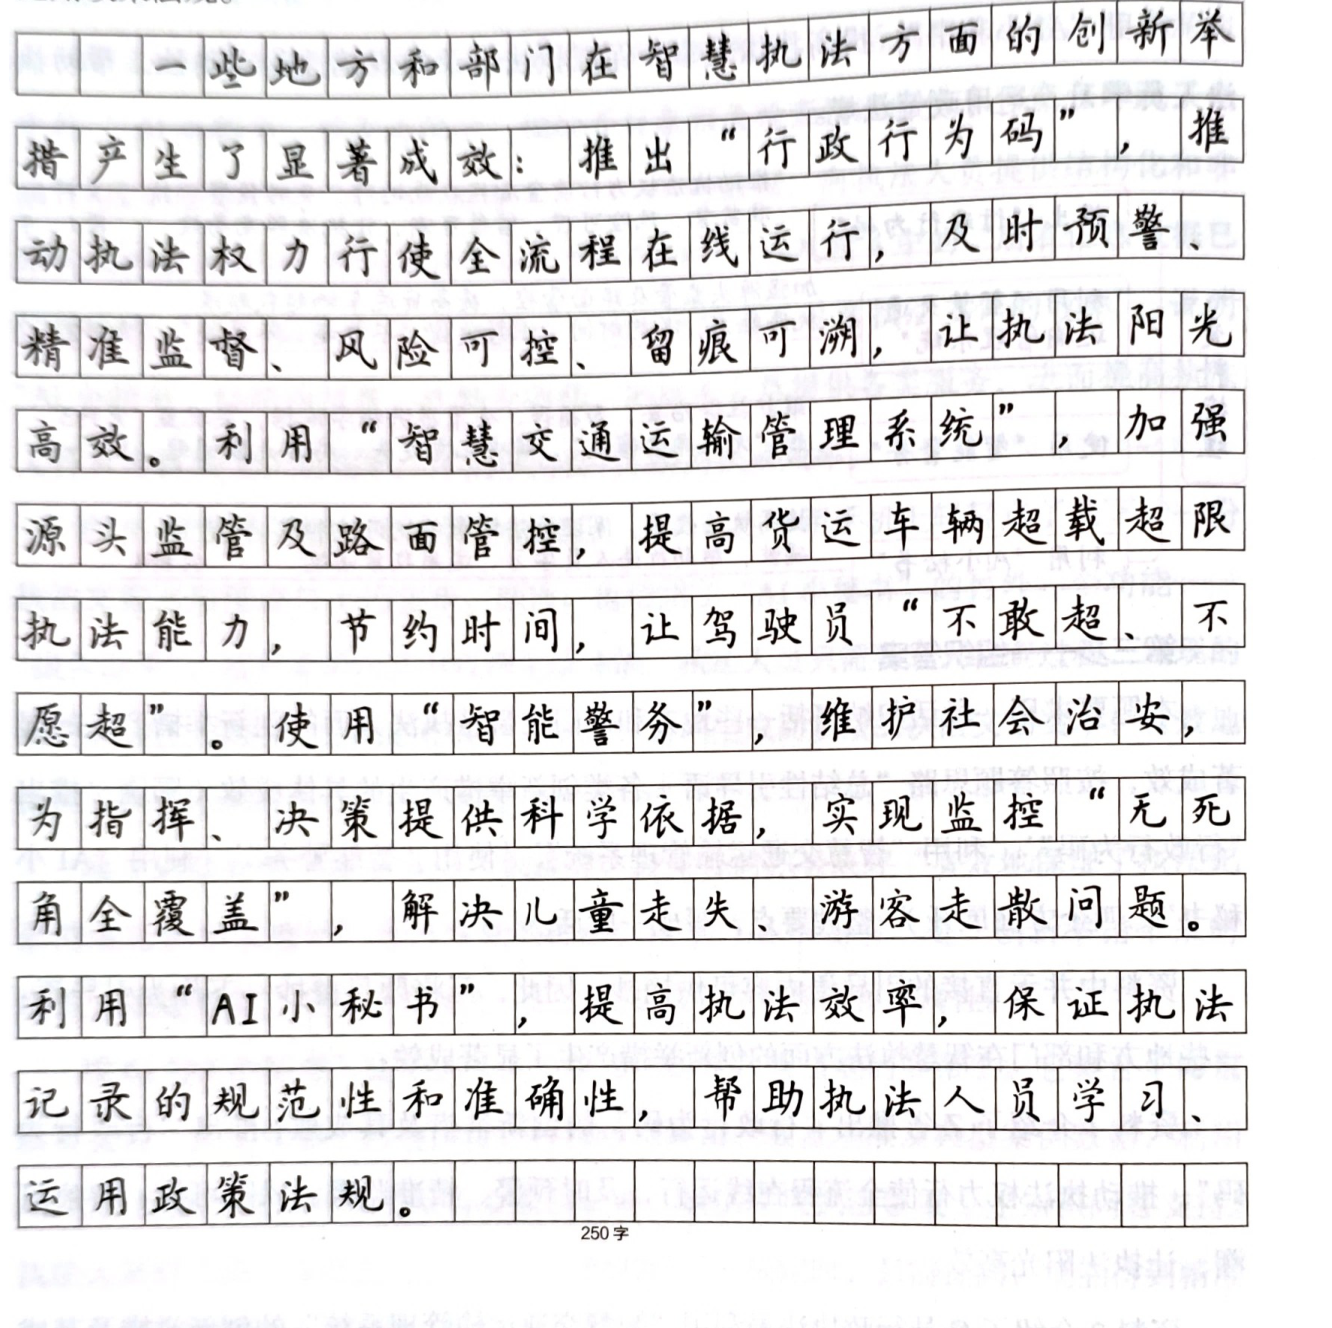 一些地方和部门在智慧执法方面的创新举
措产生了显著成效：推出“行政行为码”，推
动执法权力行使全流程在线运行，及时预警、
精准监督、风险可控、留痕可溯，让执法阳光
高效。利用“智慧交通运输管理系统”，加强
源头监管及路面管控，提高货运车辆超载超限
执法能力，节约时间，让驾驶员“不敢超、不
愿超”。使用“智能警务”，维护社会治安，
为指挥、决策提供科学依据，实现监控“无死
角全覆盖”，解决儿童走失、游客走散问题。
利用“AI小秘书”，提高执法效率，保证执法
记录的规范性和准确性，帮助执法人员学习、
运用政策法规。
250字